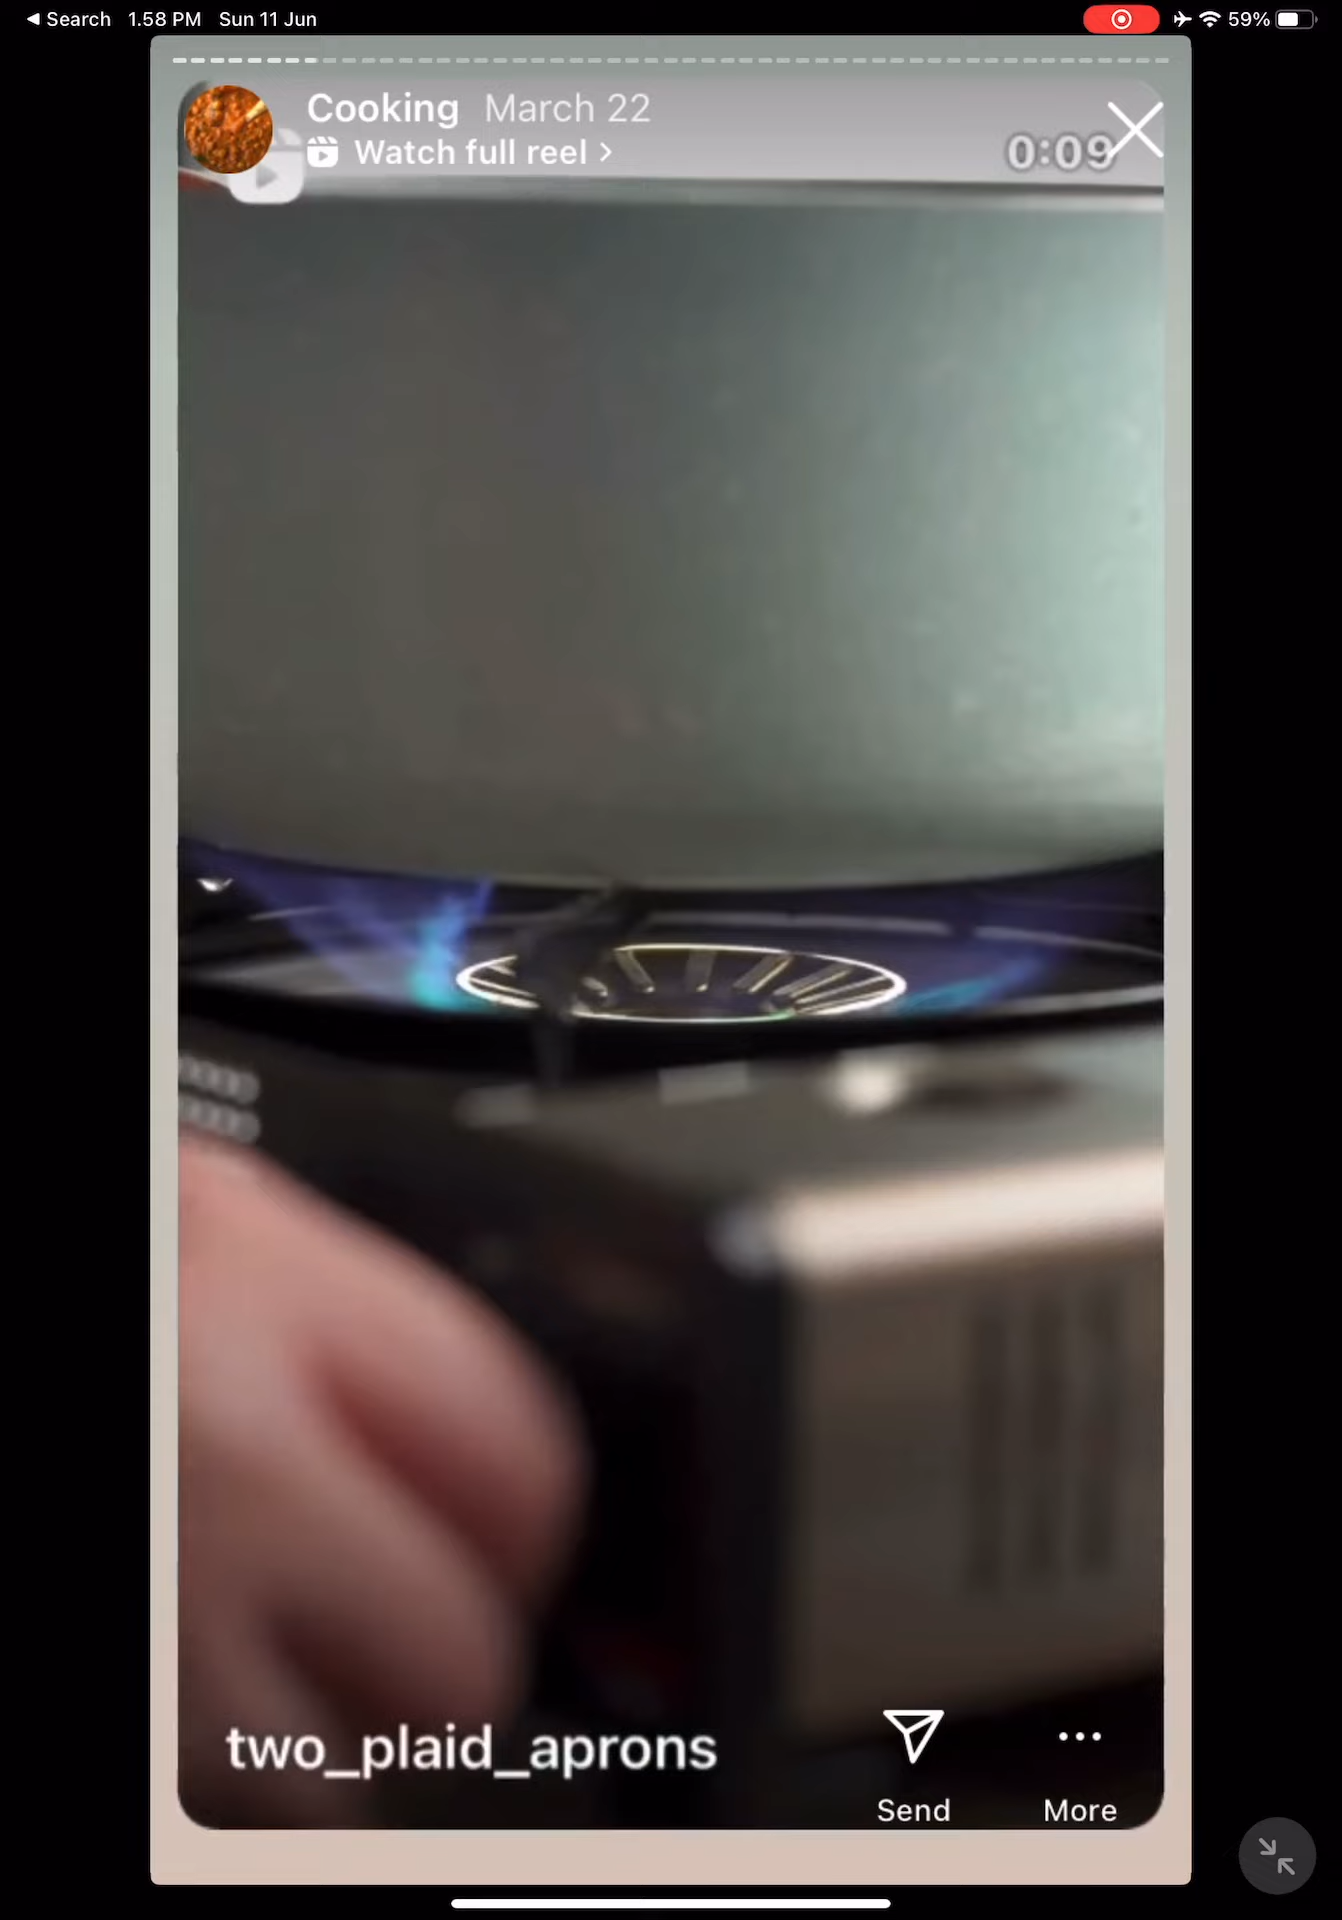 Search 1.58 PM Sun 11 Jun 59%
Cooking March 22
Watch full reel
0:09
two_plaid_aprons
Send More